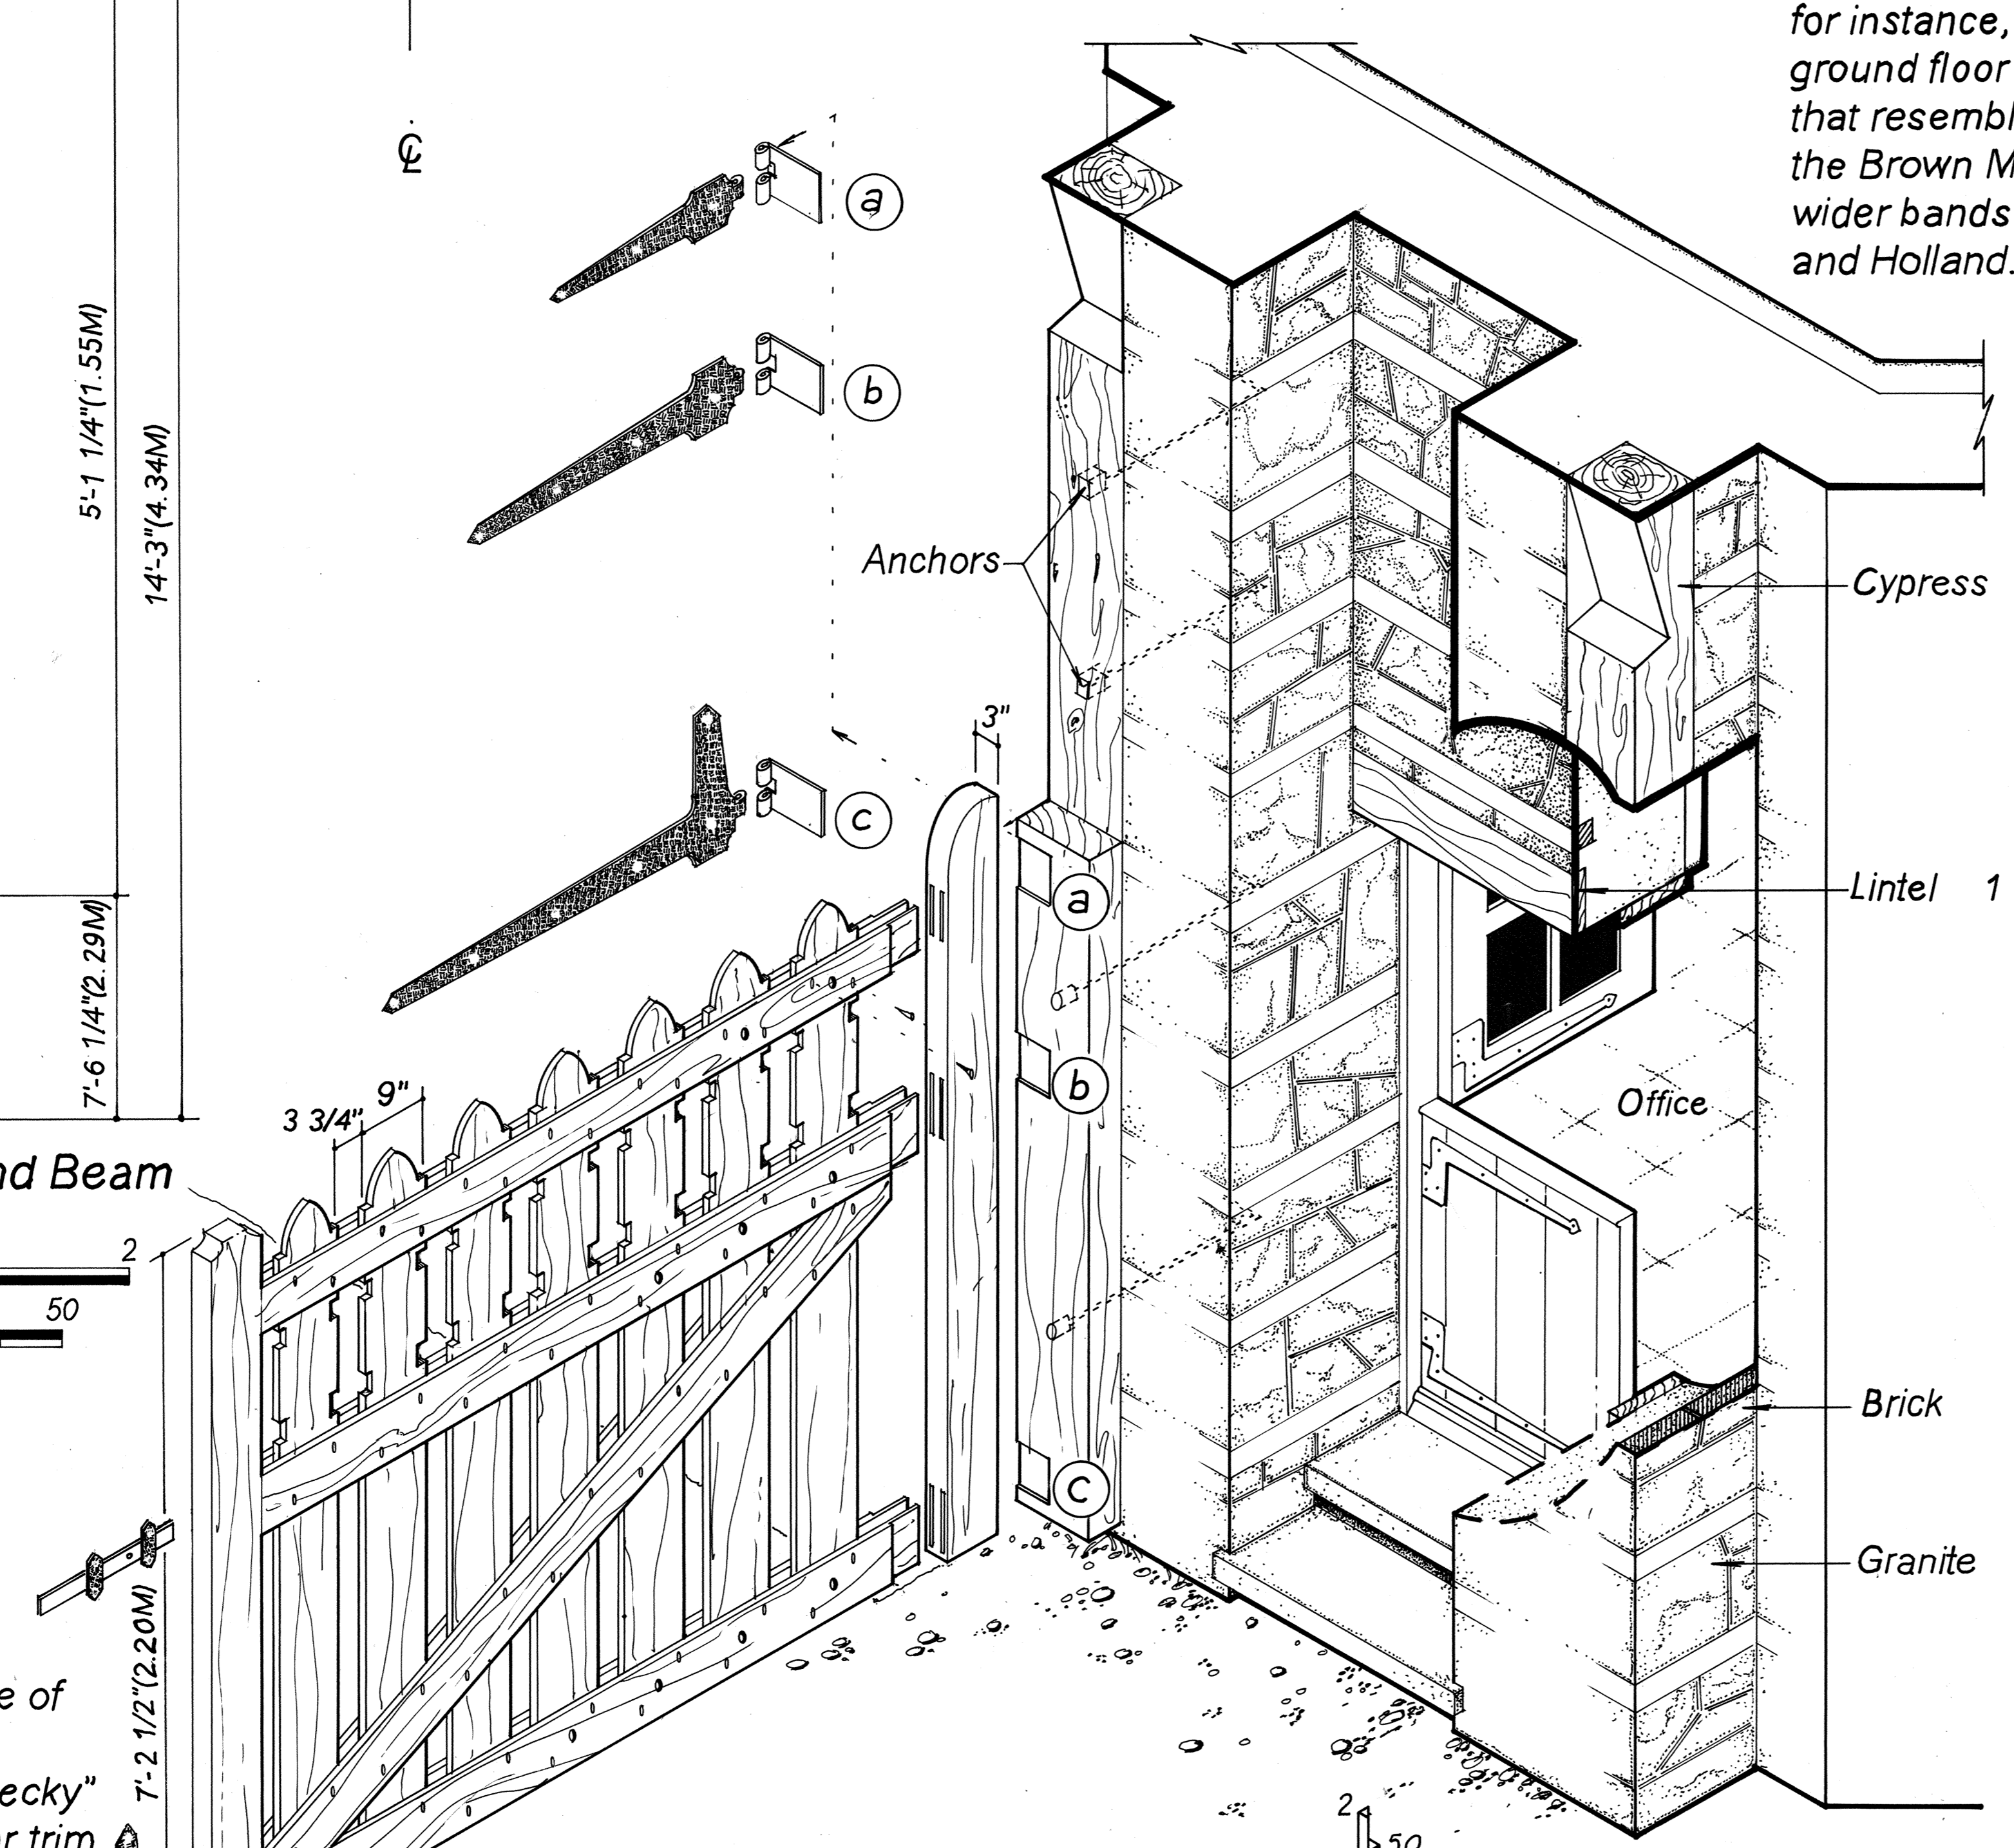 for instance,
ground floor
that resembl
the Brown M
wider bands
and Holland.
℄
a
b
c
5'-1 1/4"(1.55M)
14'-3"(4.34M)
7'-6 1/4"(2.29M)
Anchors
Cypress
3"
Lintel 1
a
b
c
Office
9"
3 3/4"
nd Beam
2
50
Brick
Granite
7'-2 1/2"(2.20M)
e of
ecky"
r trim
2
50